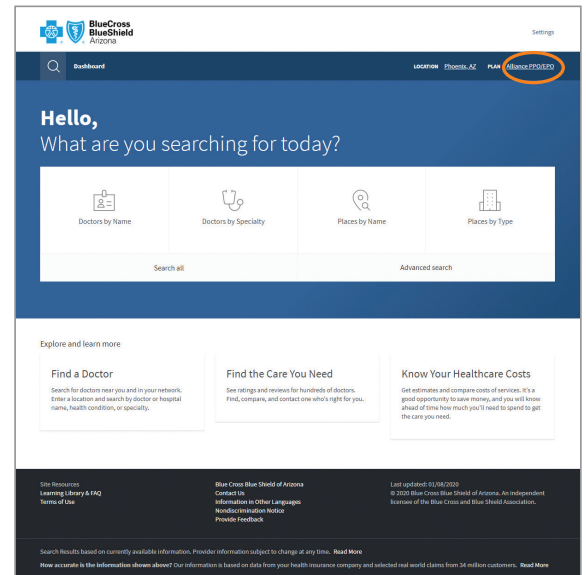 BlueCross
BlueShield
Arizona
Settings
Dashboard
LOCATION Phoenix, AZ PLAN Alliance PPO/EPO
Hello,
What are you searching for today?
Doctors by Name
Doctors by Specialty
Places by Name
Places by Type
Search all
Advanced search
Explore and learn more
Find a Doctor
Search for doctors near you and in your network.
Enter a location and search by doctor or hospital
name, health condition, or specialty.
Find the Care You Need
See ratings and reviews for hundreds of doctors.
Find, compare, and contact one who's right for you.
Know Your Healthcare Costs
Get estimates and compare costs of services. It's a
good opportunity to save money, and you will know
ahead of time how much you'll need to spend to get
the care you need.
Site Resources
Learning Library & FAQ
Terms of Use
Blue Cross Blue Shield of Arizona
Contact Us
Information in Other Languages
Nondiscrimination Notice
Provide Feedback
Last updated: 01/08/2020
© 2020 Blue Cross Blue Shield of Arizona. An independent
licensee of the Blue Cross and Blue Shield Association.
Search Results based on currently available information. Provider information subject to change at any time. Read More
How accurate is the information shown above? Our information is based on data from your health insurance company and selected real world claims from 34 million customers. Read More